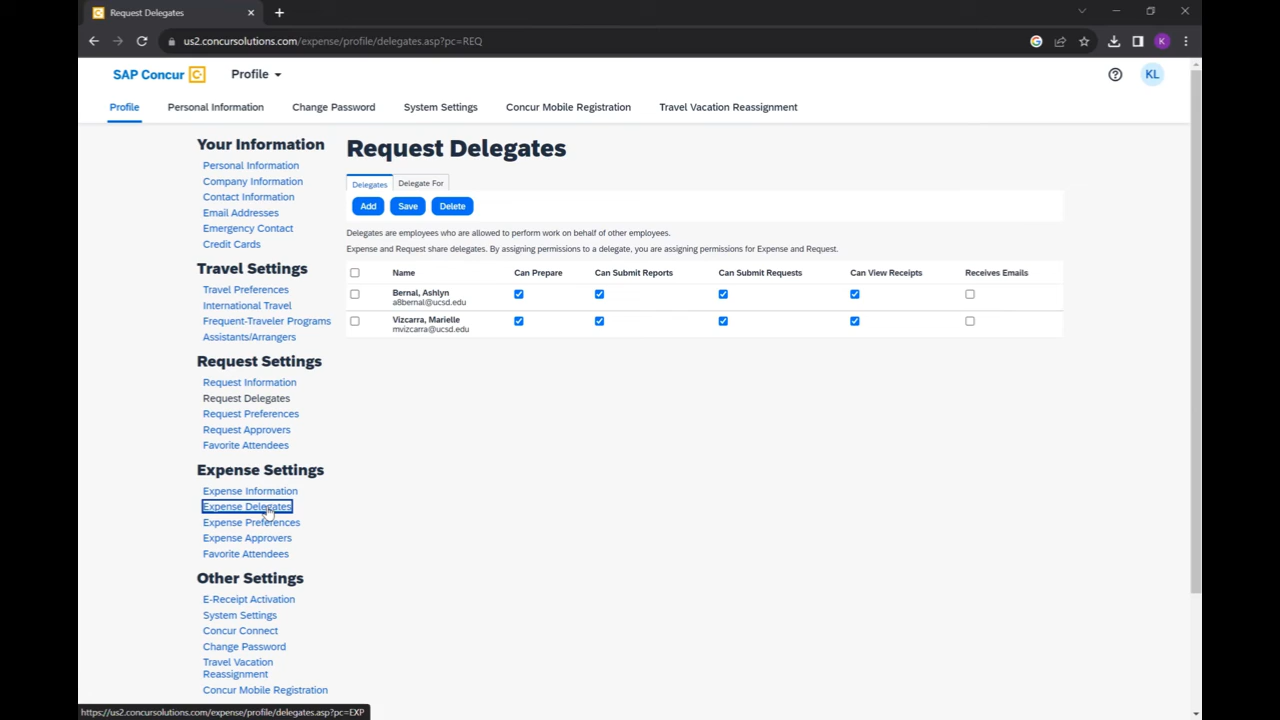 Request Delegates
us2.concursolutions.com/expense/profile/delegates.asp?pc=REQ
K
SAP Concur C
Profile
KL
Profile
Personal Information
Change Password
System Settings
Concur Mobile Registration
Travel Vacation Reassignment
Your Information
Personal Information
Company Information
Contact Information
Email Addresses
Emergency Contact
Credit Cards
Travel Settings
Travel Preferences
International Travel
Frequent-Traveler Programs
Assistants/Arrangers
Request Settings
Request Information
Request Delegates
Request Preferences
Request Approvers
Favorite Attendees
Expense Settings
Expense Information
Expense Delegates
Expense Preferences
Expense Approvers
Favorite Attendees
Other Settings
E-Receipt Activation
System Settings
Concur Connect
Change Password
Travel Vacation
Reassignment
Concur Mobile Registration
Request Delegates
Delegates
Delegate For
Add
Save
Delete
Delegates are employees who are allowed to perform work on behalf of other employees.
Expense and Request share delegates. By assigning permissions to a delegate, you are assigning permissions for Expense and Request.
Name Can Prepare Can Submit Reports Can Submit Requests Can View Receipts Receives Emails
Bernal, Ashlyn
a8bernal@ucsd.edu
Vizcarra, Marielle
mvizcarra@ucsd.edu
https://us2.concursolutions.com/expense/profile/delegates.asp?pc=EXP